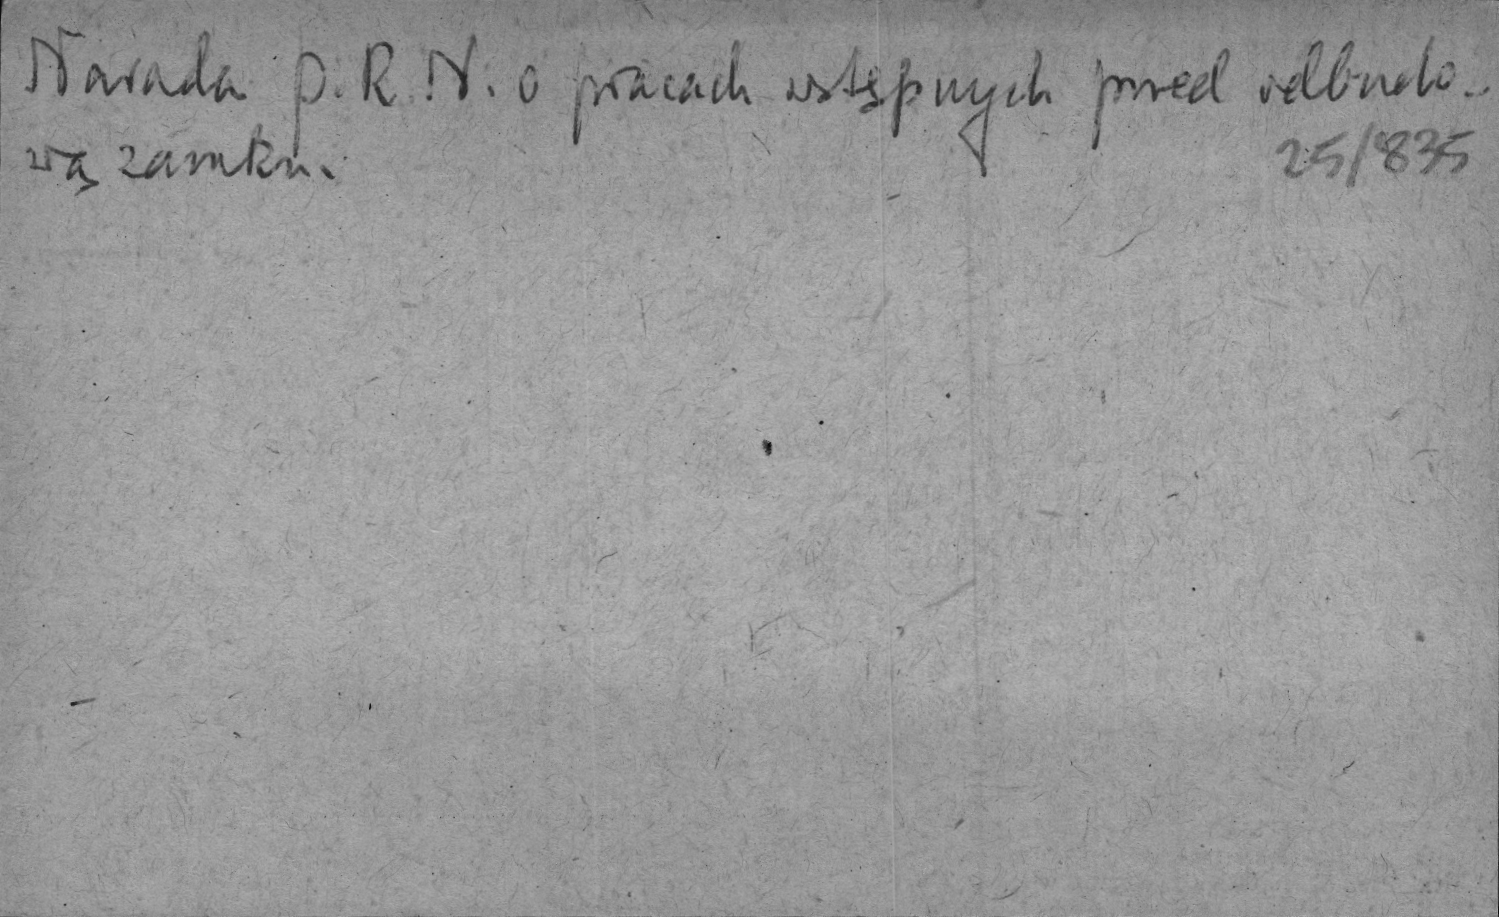 Narada P.R.N. o pracach wstępnych przed odbudo-
wą zamku.
25/835